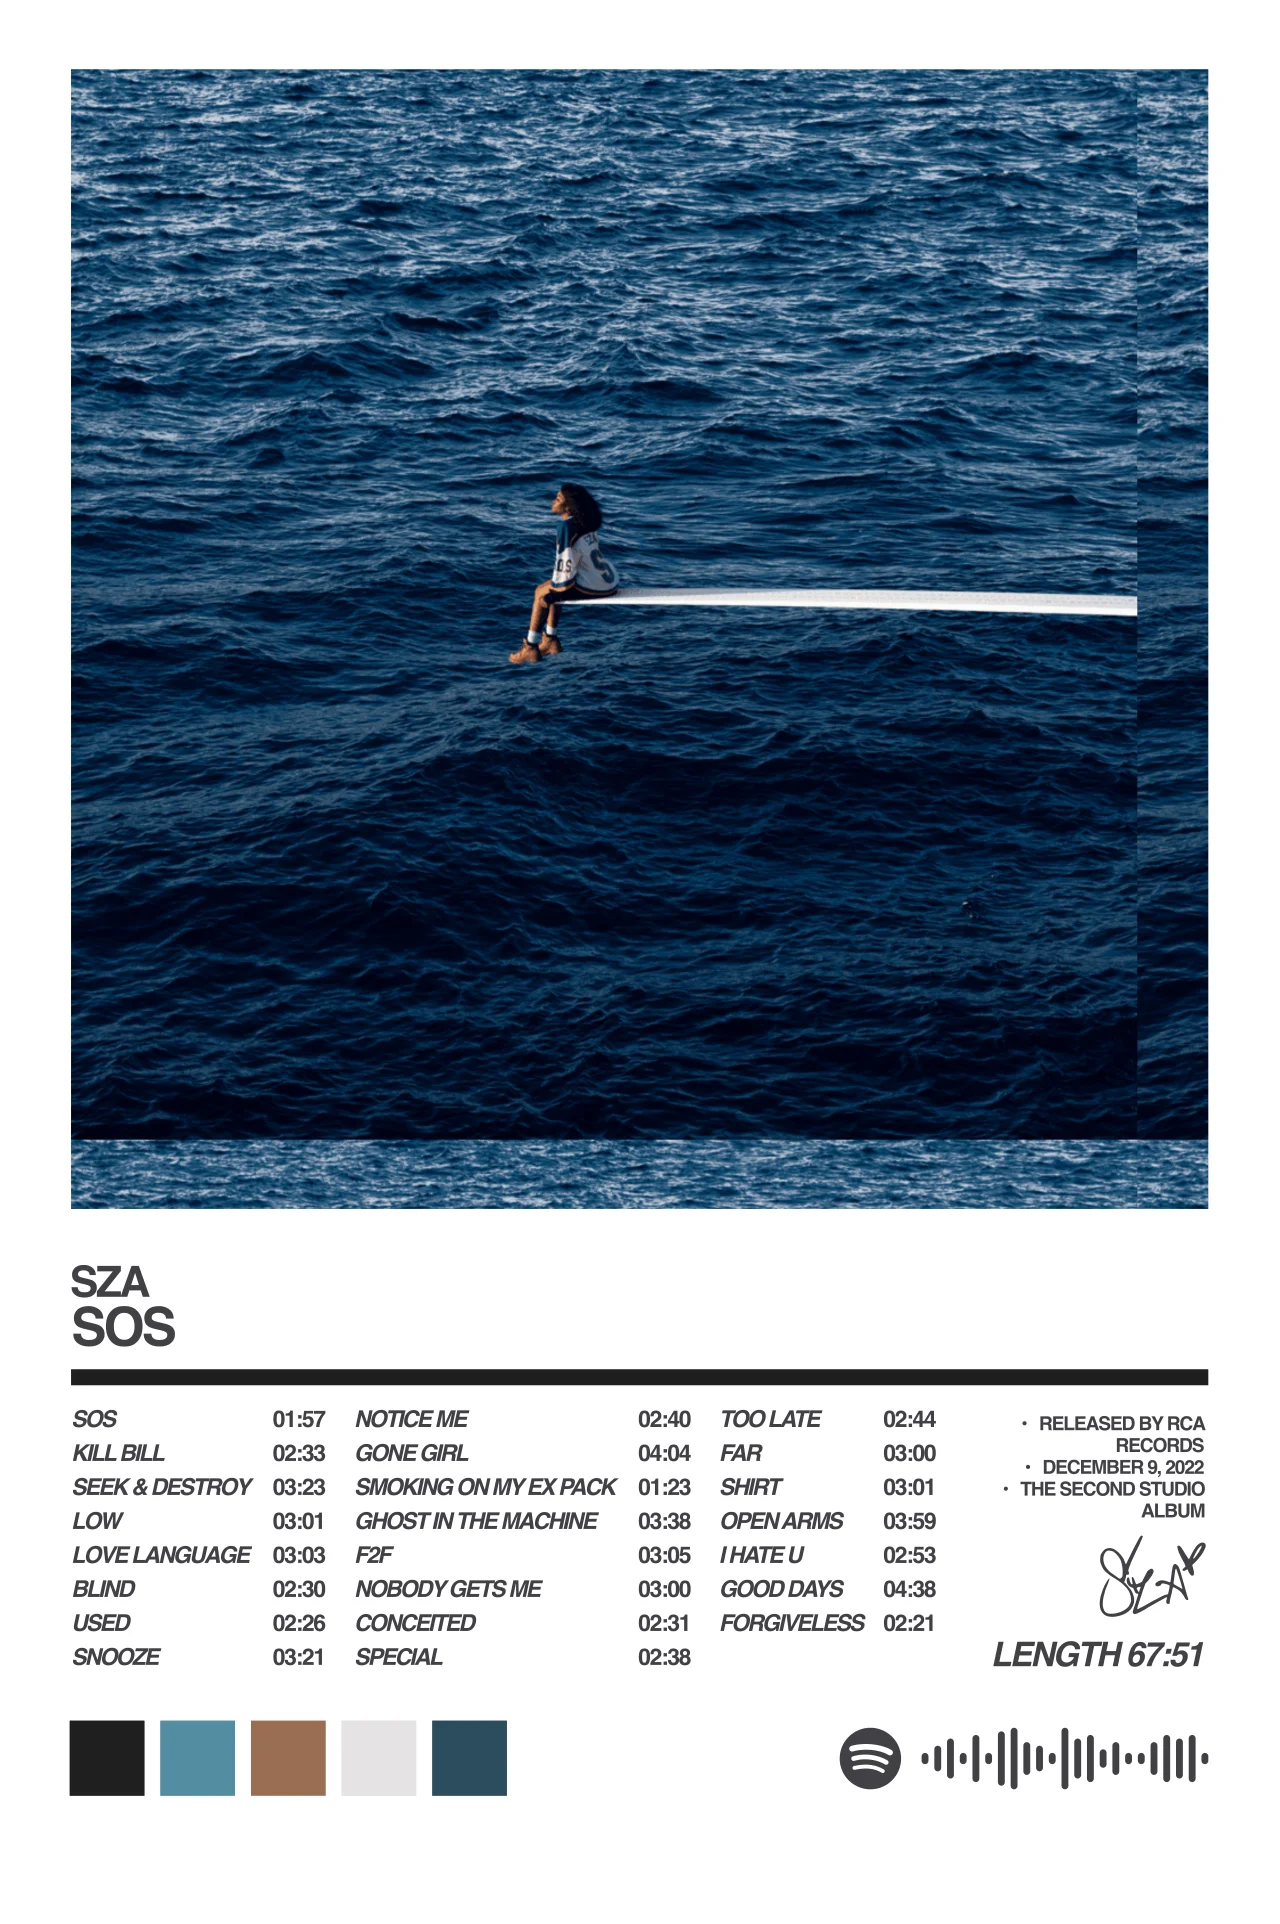 SZA
SOS
SOS 01:57
KILL BILL 02:33
SEEK & DESTROY 03:23
LOW 03:01
LOVE LANGUAGE 03:03
BLIND 02:30
USED 02:26
SNOOZE 03:21
NOTICE ME 02:40
GONE GIRL 04:04
SMOKING ON MY EX PACK 01:23
GHOST IN THE MACHINE 03:38
F2F 03:05
NOBODY GETS ME 03:00
CONCEITED 02:31
SPECIAL 02:38
TOO LATE 02:44
FAR 03:00
SHIRT 03:01
OPEN ARMS 03:59
I HATE U 02:53
GOOD DAYS 04:38
FORGIVELESS 02:21
• RELEASED BY RCA
RECORDS
• DECEMBER 9, 2022
• THE SECOND STUDIO
ALBUM
SZA
LENGTH 67:51